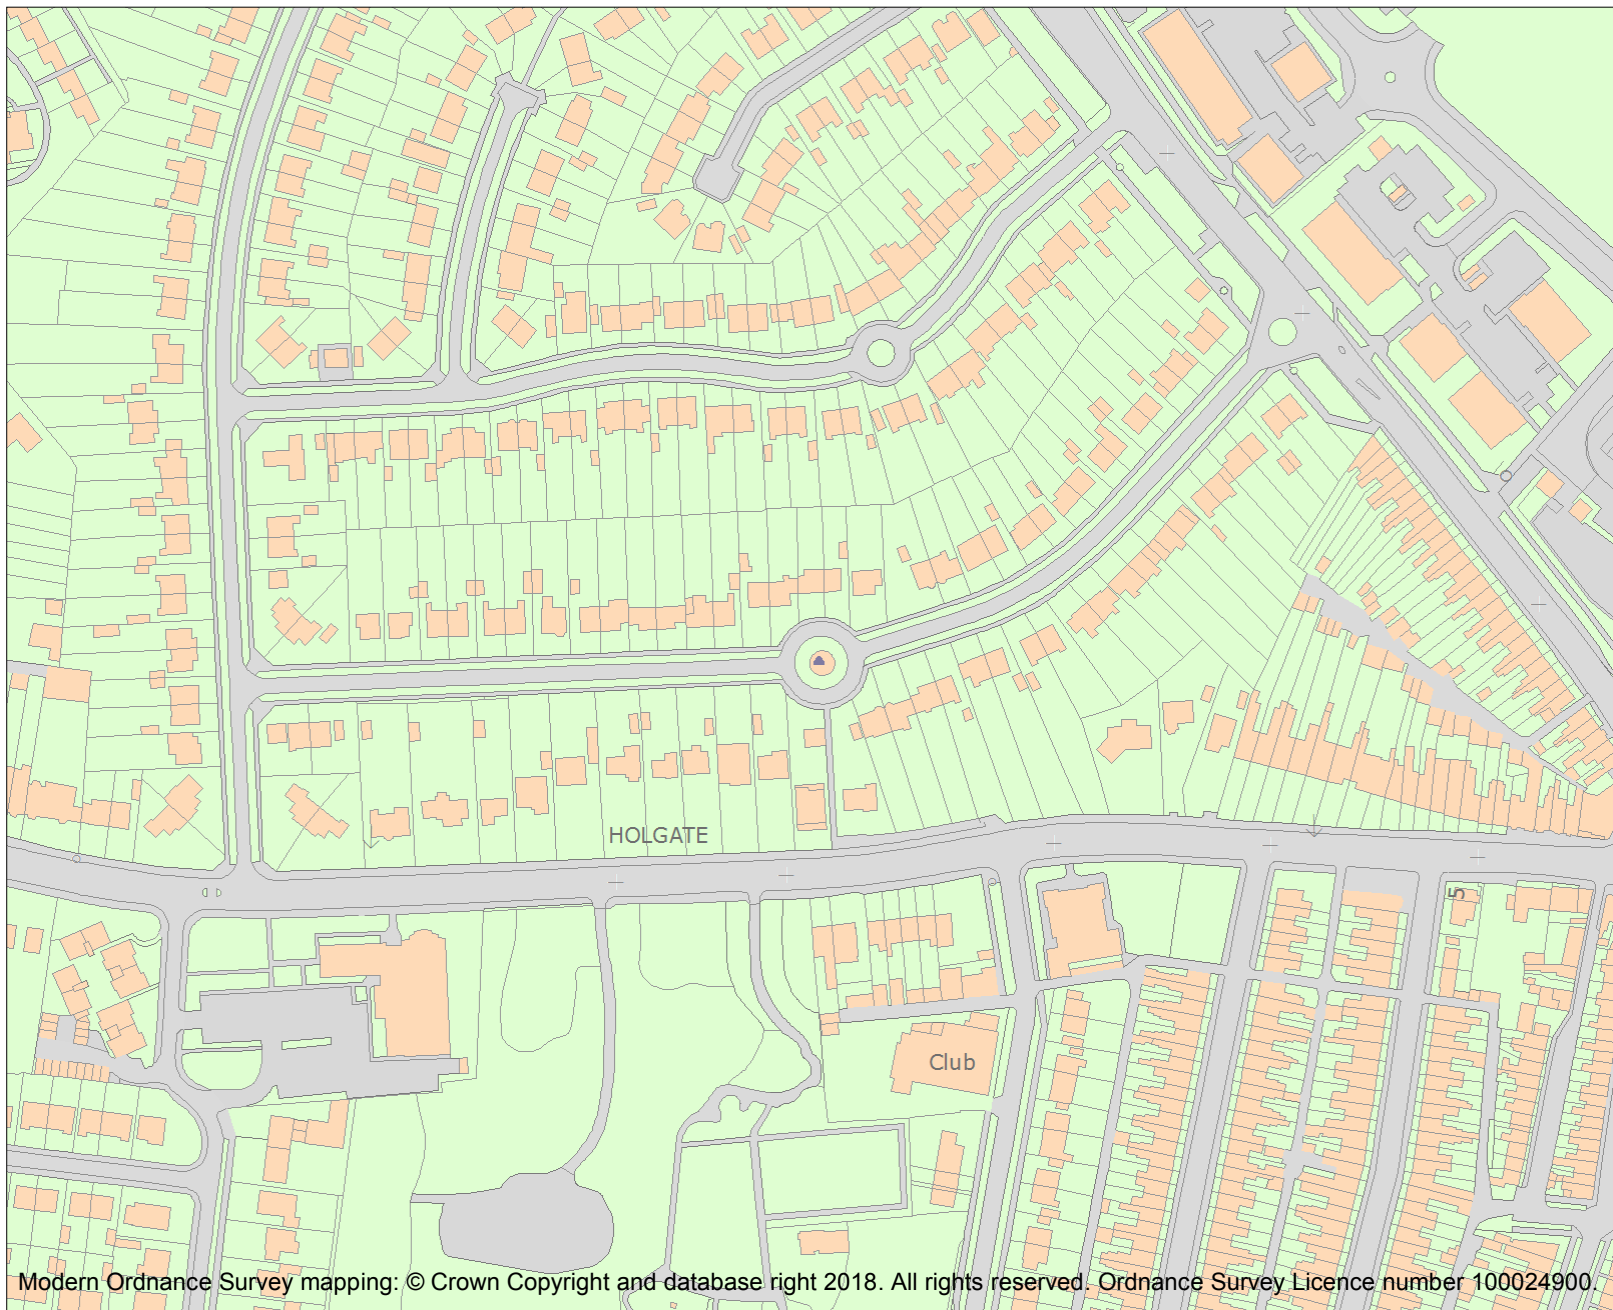 HOLGATE
5
Club
Modern Ordnance Survey mapping: © Crown Copyright and database right 2018. All rights reserved. Ordnance Survey Licence number 100024900.